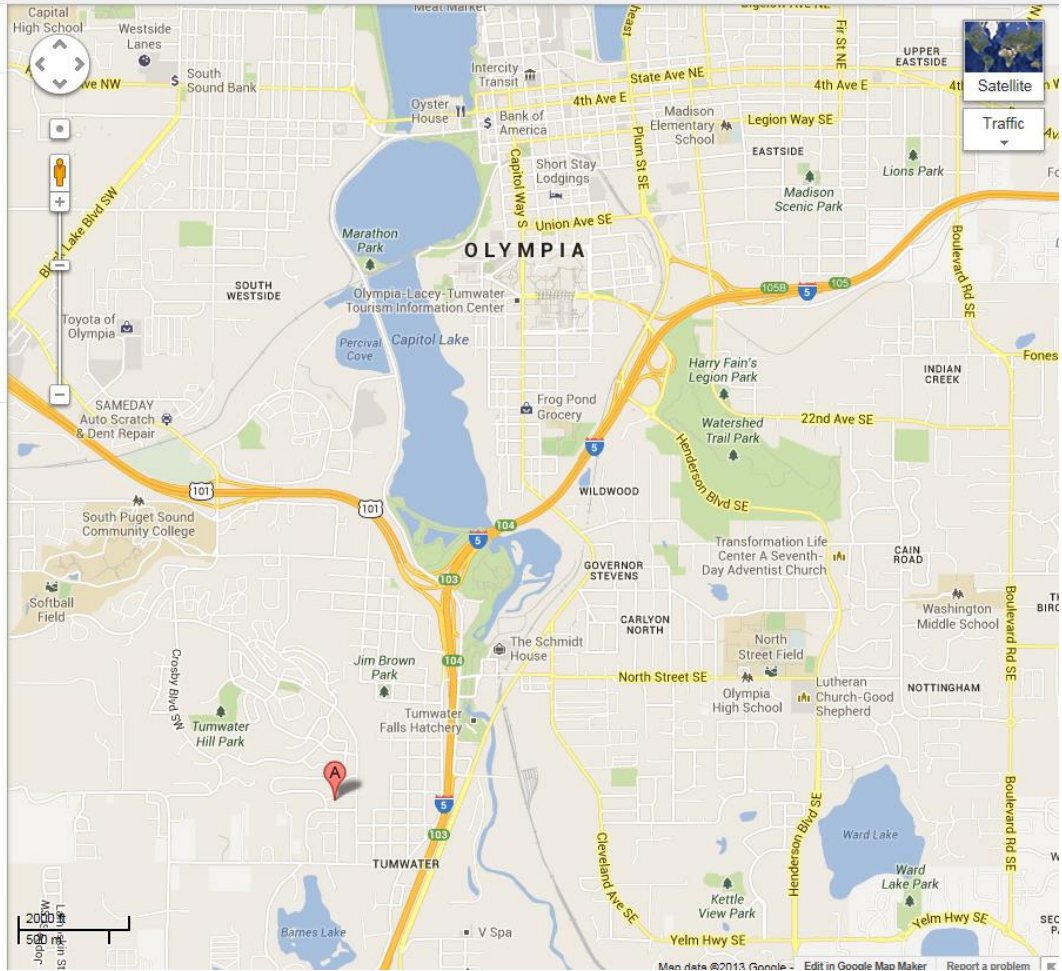 Meat Market
Bigelow Ave NE
Capital
High School
Westside
Lanes
Fir St NE
UPPER
EASTSIDE
Intercity
Transit
South
Sound Bank
State Ave NE
4th Ave E
4th Ave E
Satellite
Oyster
House
Bank of
America
Madison
Elementary
School
Legion Way SE
Traffic
Plum St SE
EASTSIDE
Capitol Way S
Short Stay
Lodgings
Lions Park
Madison
Scenic Park
Union Ave SE
Marathon
Park
OLYMPIA
Boulevard Rd SE
SOUTH
WESTSIDE
105B
5
105
Olympia-Lacey-Tumwater
Tourism Information Center
Toyota of
Olympia
Percival
Cove
Capitol Lake
Harry Fain's
Legion Park
INDIAN
CREEK
SAMEDAY
Auto Scratch
& Dent Repair
Frog Pond
Grocery
22nd Ave SE
Watershed
Trail Park
5
Henderson Blvd SE
101
101
WILDWOOD
South Puget Sound
Community College
104
5
Transformation Life
Center A Seventh-
Day Adventist Church
CAIN
ROAD
GOVERNOR
STEVENS
103
Softball
Field
Washington
Middle School
Boulevard Rd SE
CARLYON
NORTH
The Schmidt
House
North
Street Field
104
Crosby Blvd SW
Jim Brown
Park
North Street SE
Olympia
High School
Lutheran
Church-Good
Shepherd
NOTTINGHAM
Tumwater
Hill Park
Tumwater
Falls Hatchery
A
5
103
Henderson Blvd SE
Boulevard Rd SE
Ward Lake
TUMWATER
Cleveland Ave SE
Ward
Lake Park
Kettle
View Park
2000 ft
500 m
Barnes Lake
V Spa
Yelm Hwy SE
Yelm Hwy SE
Map data ©2013 Google -
Edit in Google Map Maker
Report a problem